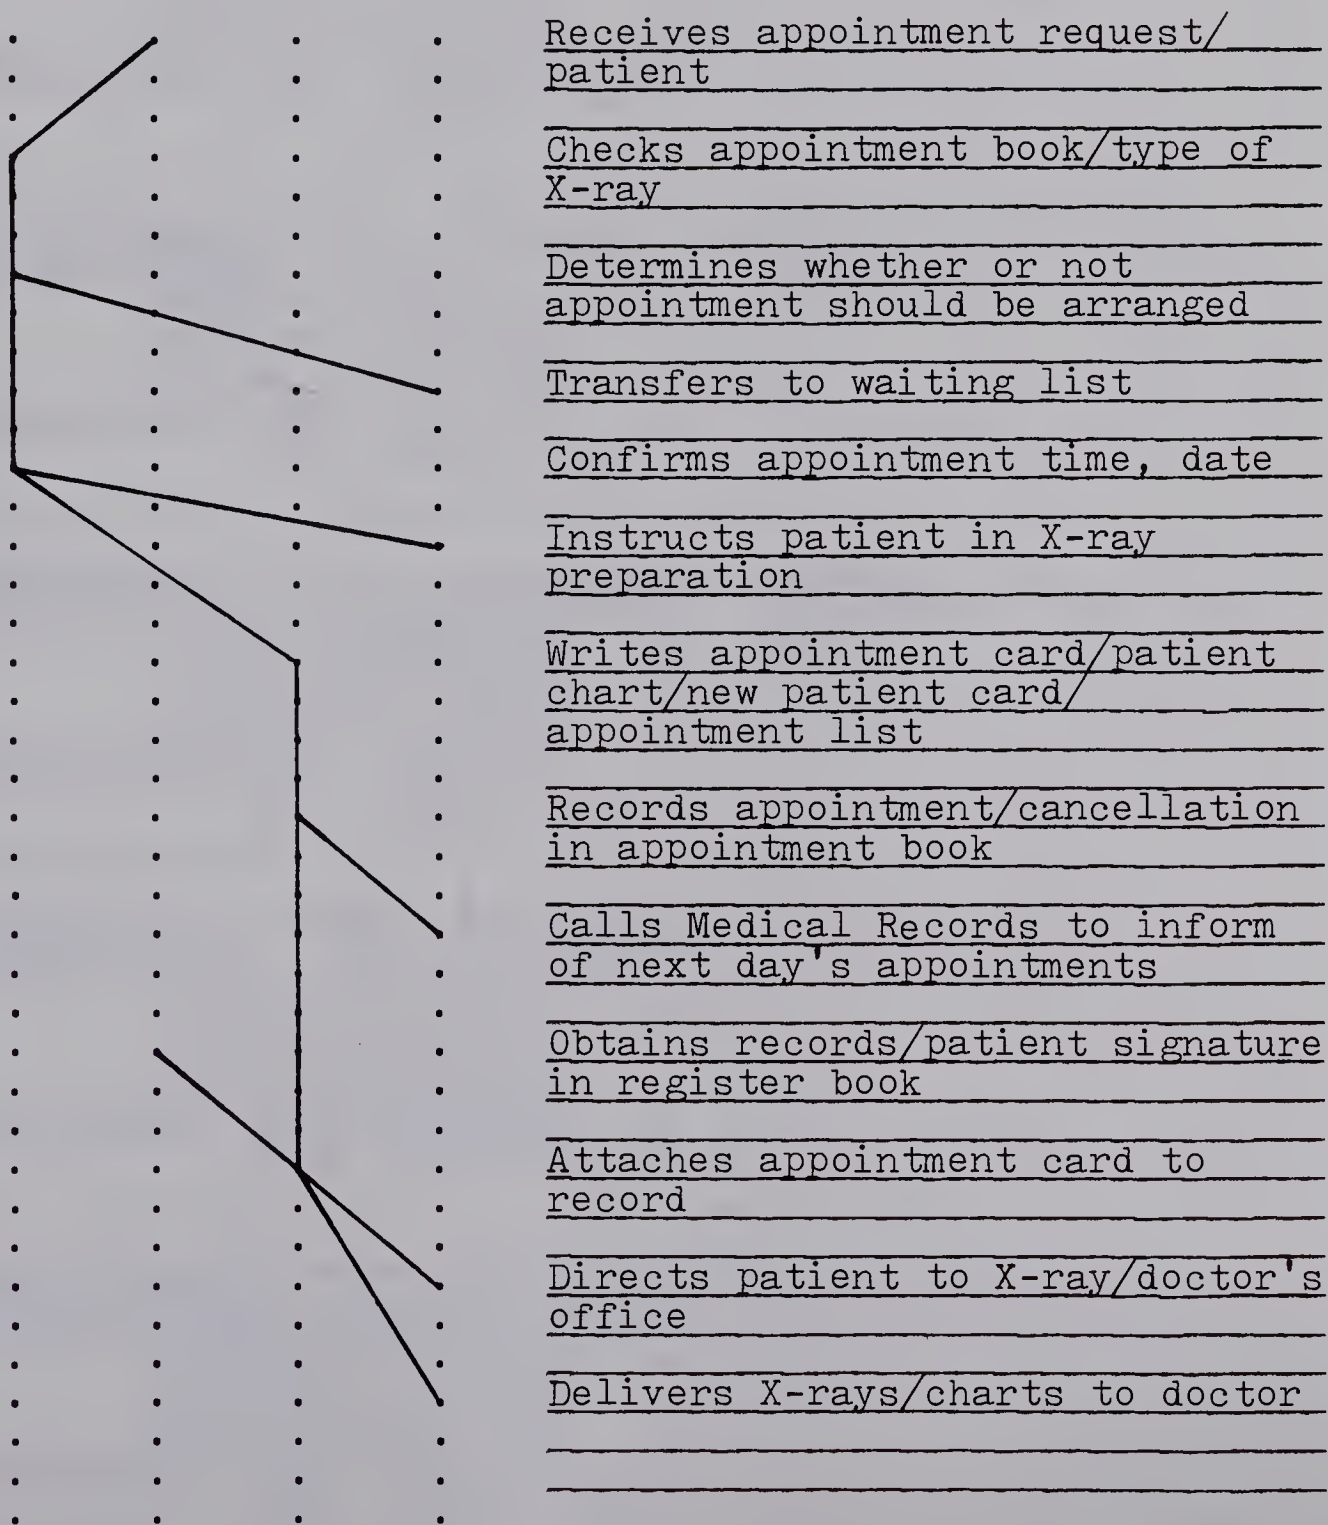 Receives appointment request/
patient
Checks appointment book/type of
X-ray
Determines whether or not
appointment should be arranged
Transfers to waiting list
Confirms appointment time, date
Instructs patient in X-ray
preparation
Writes appointment card/patient
chart/new patient card/
appointment list
Records appointment/cancellation
in appointment book
Calls Medical Records to inform
of next day's appointments
Obtains records/patient signature
in register book
Attaches appointment card to
record
Directs patient to X-ray/doctor's
office
Delivers X-rays/charts to doctor